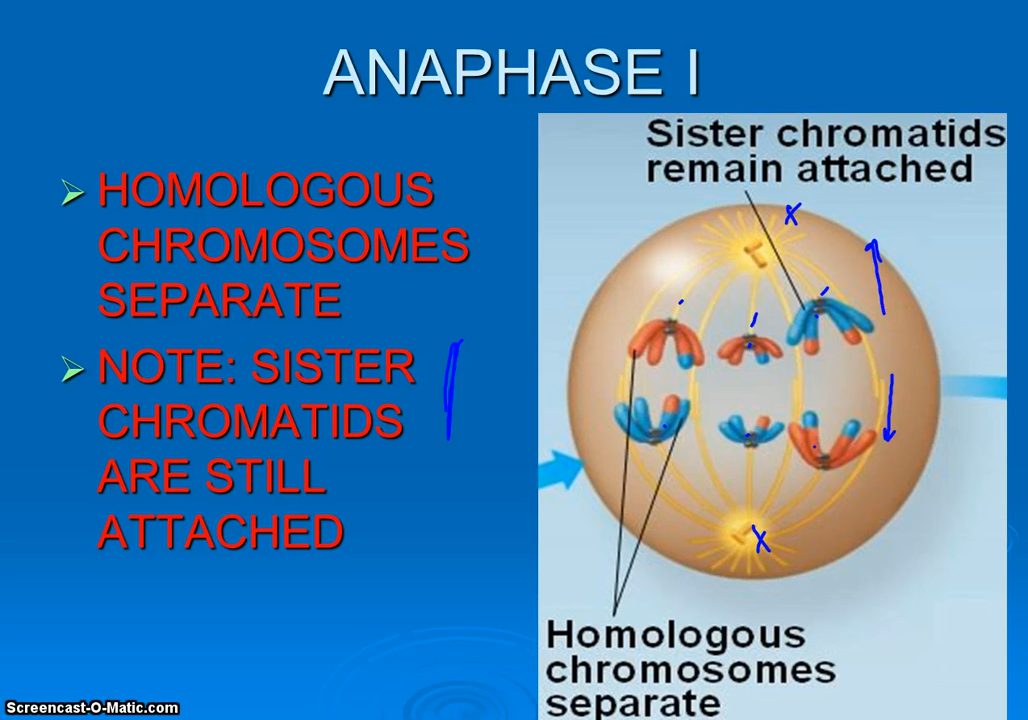 ANAPHASE I
HOMOLOGOUS
CHROMOSOMES
SEPARATE
NOTE: SISTER
CHROMATIDS
ARE STILL
ATTACHED
Sister chromatids
remain attached
x
x
Homologous
chromosomes
separate
Screencast-O-Matic.com